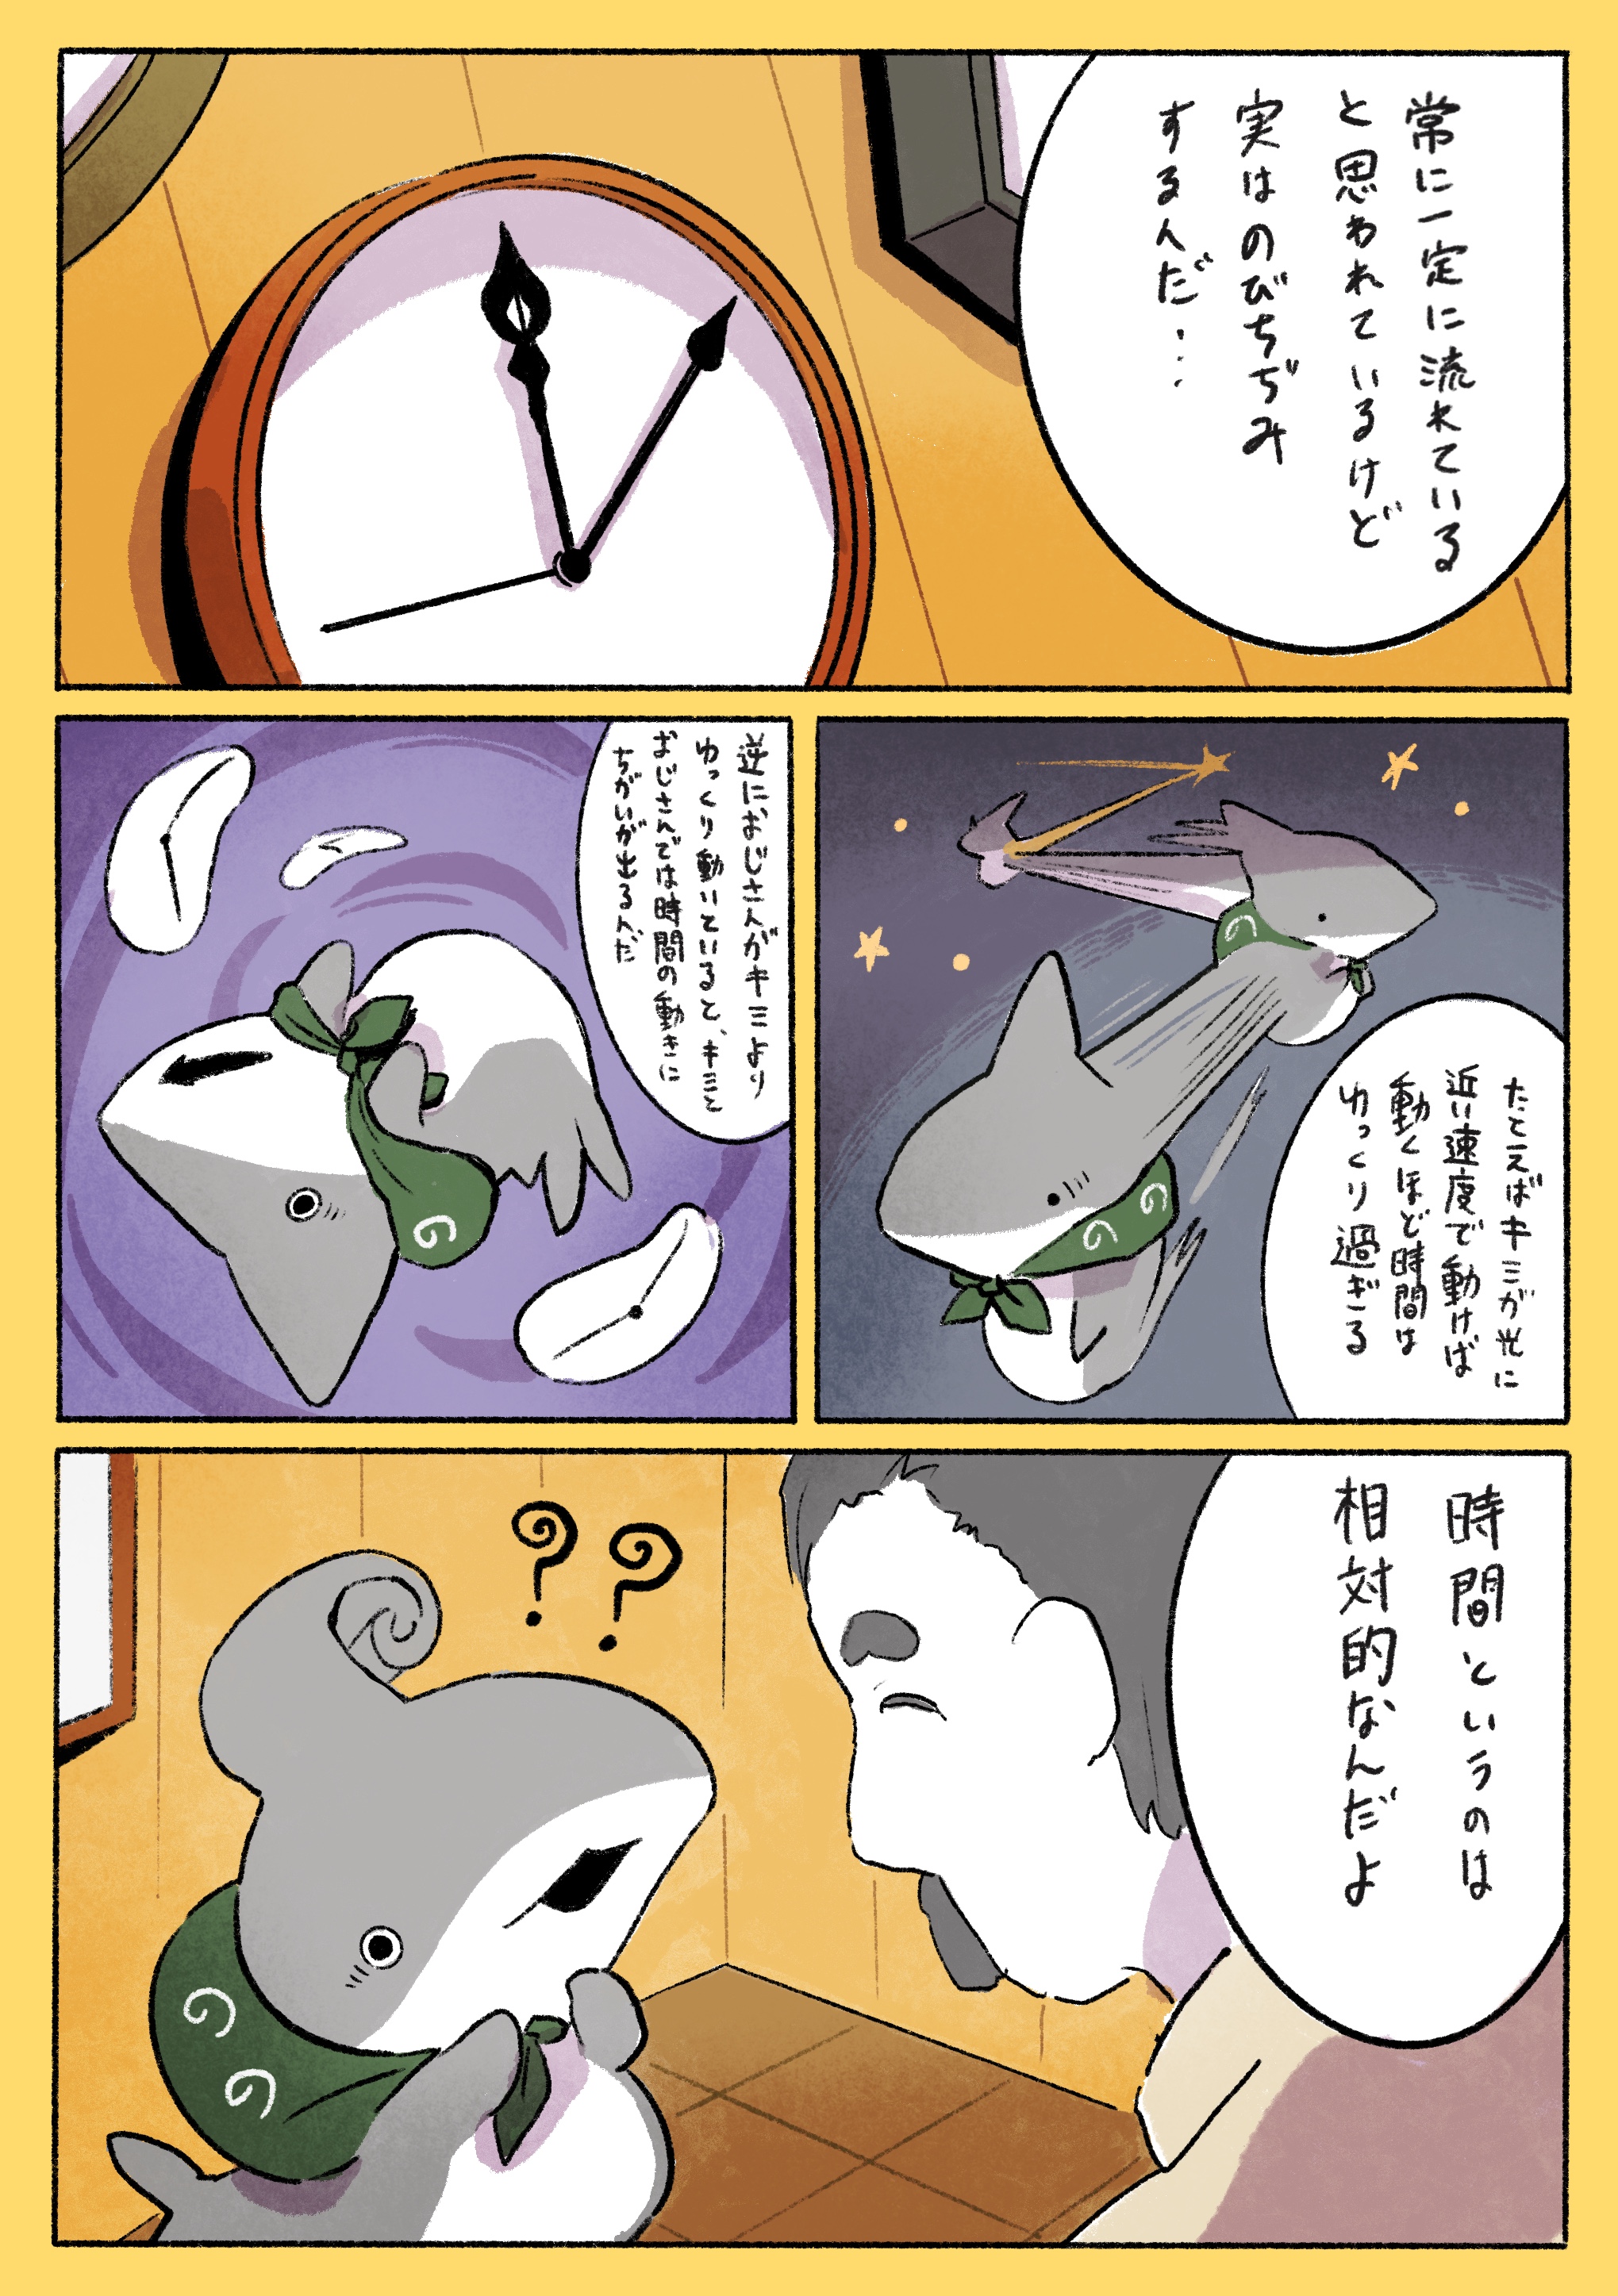 常に一定に流れている
と思われているけど
実はのびちぢみ
するんだ・・・
たとえばキミが光に
近い速度で動けば
動くほど時間は
ゆっくり過ぎる
逆におじさんがキミより
ゆっくり動いていると、キミと
おじさんでは時間の動きに
ちがいが出るんだ
時間というのは
相対的なんだよ
??
の
の
の
の
の
の